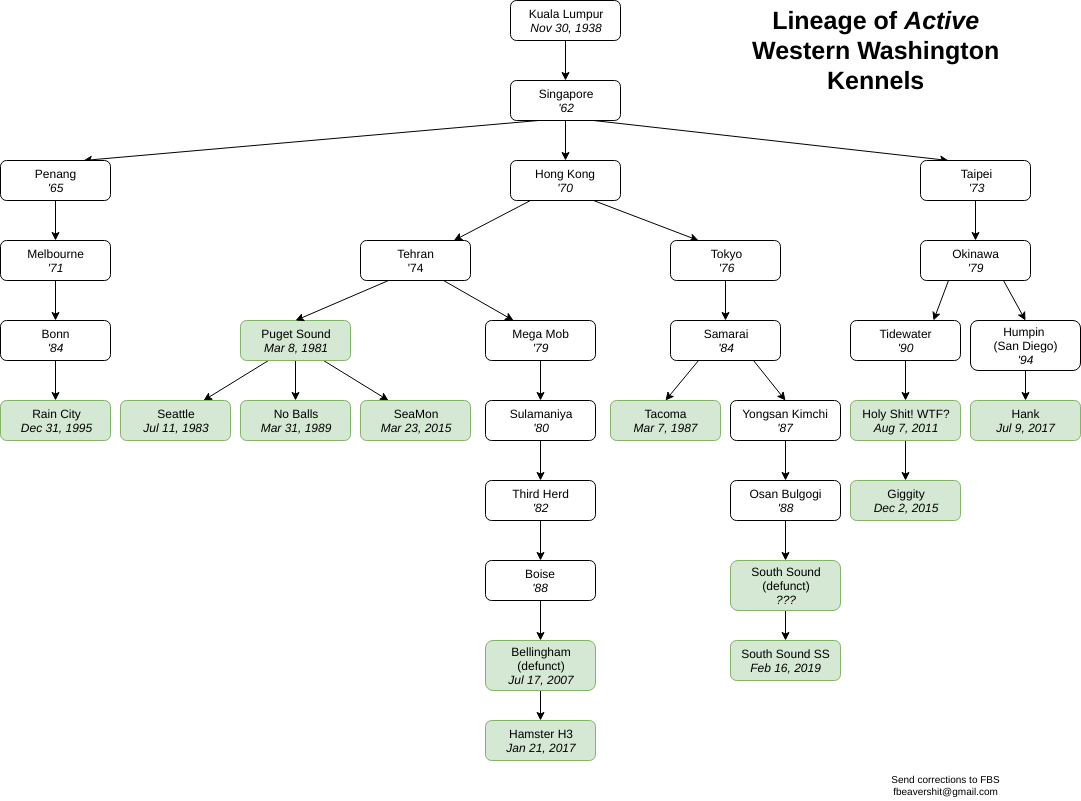 Kuala Lumpur
Nov 30, 1938
Lineage of Active
Western Washington
Kennels
Singapore
'62
Penang
'65
Hong Kong
'70
Taipei
'73
Melbourne
'71
Tehran
'74
Tokyo
'76
Okinawa
'79
Bonn
'84
Puget Sound
Mar 8, 1981
Mega Mob
'79
Samarai
'84
Tidewater
'90
Humpin
(San Diego)
'94
Rain City
Dec 31, 1995
Seattle
Jul 11, 1983
No Balls
Mar 31, 1989
SeaMon
Mar 23, 2015
Sulamaniya
'80
Tacoma
Mar 7, 1987
Yongsan Kimchi
'87
Holy Shit! WTF?
Aug 7, 2011
Hank
Jul 9, 2017
Third Herd
'82
Osan Bulgogi
'88
Giggity
Dec 2, 2015
Boise
'88
South Sound
(defunct)
???
Bellingham
(defunct)
Jul 17, 2007
South Sound SS
Feb 16, 2019
Hamster H3
Jan 21, 2017
Send corrections to FBS
fbeavershit@gmail.com